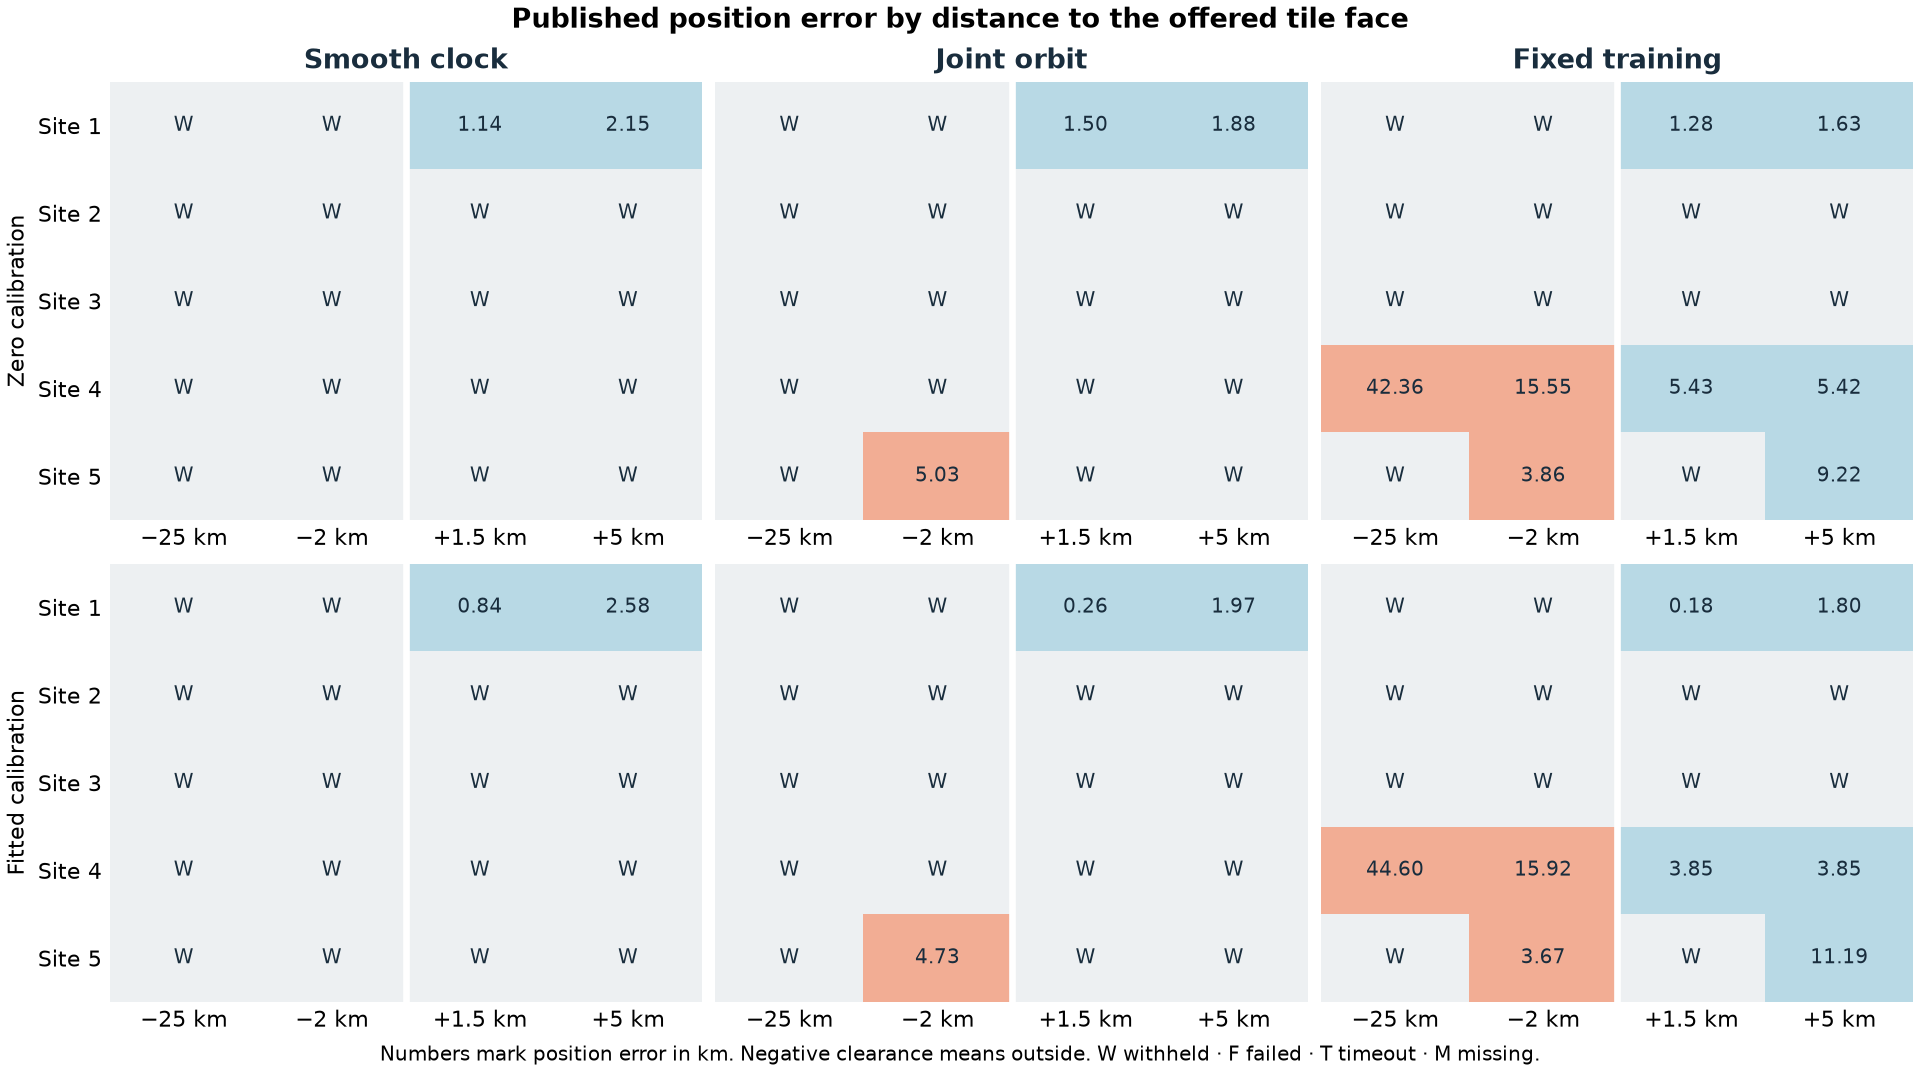 Published position error by distance to the offered tile face
Smooth clock Joint orbit Fixed training
Zero calibration
Site 1 W W 1.14 2.15 W W 1.50 1.88 W W 1.28 1.63
Site 2 W W W W W W W W W W W W
Site 3 W W W W W W W W W W W W
Site 4 W W W W W W W W 42.36 15.55 5.43 5.42
Site 5 W W W W W 5.03 W W W 3.86 W 9.22
−25 km −2 km +1.5 km +5 km −25 km −2 km +1.5 km +5 km −25 km −2 km +1.5 km +5 km
Fitted calibration
Site 1 W W 0.84 2.58 W W 0.26 1.97 W W 0.18 1.80
Site 2 W W W W W W W W W W W W
Site 3 W W W W W W W W W W W W
Site 4 W W W W W W W W 44.60 15.92 3.85 3.85
Site 5 W W W W W 4.73 W W W 3.67 W 11.19
−25 km −2 km +1.5 km +5 km −25 km −2 km +1.5 km +5 km −25 km −2 km +1.5 km +5 km
Numbers mark position error in km. Negative clearance means outside. W withheld · F failed · T timeout · M missing.